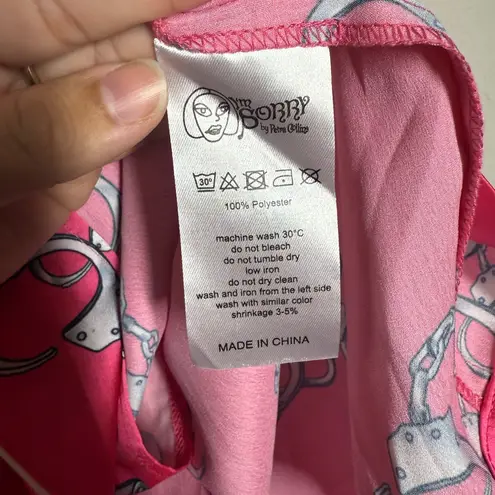 I'm
Sorry
by Petra Collins
30°
100% Polyester
machine wash 30°C
do not bleach
do not tumble dry
low iron
do not dry clean
wash and iron from the left side
wash with similar color
shrinkage 3-5%
MADE IN CHINA